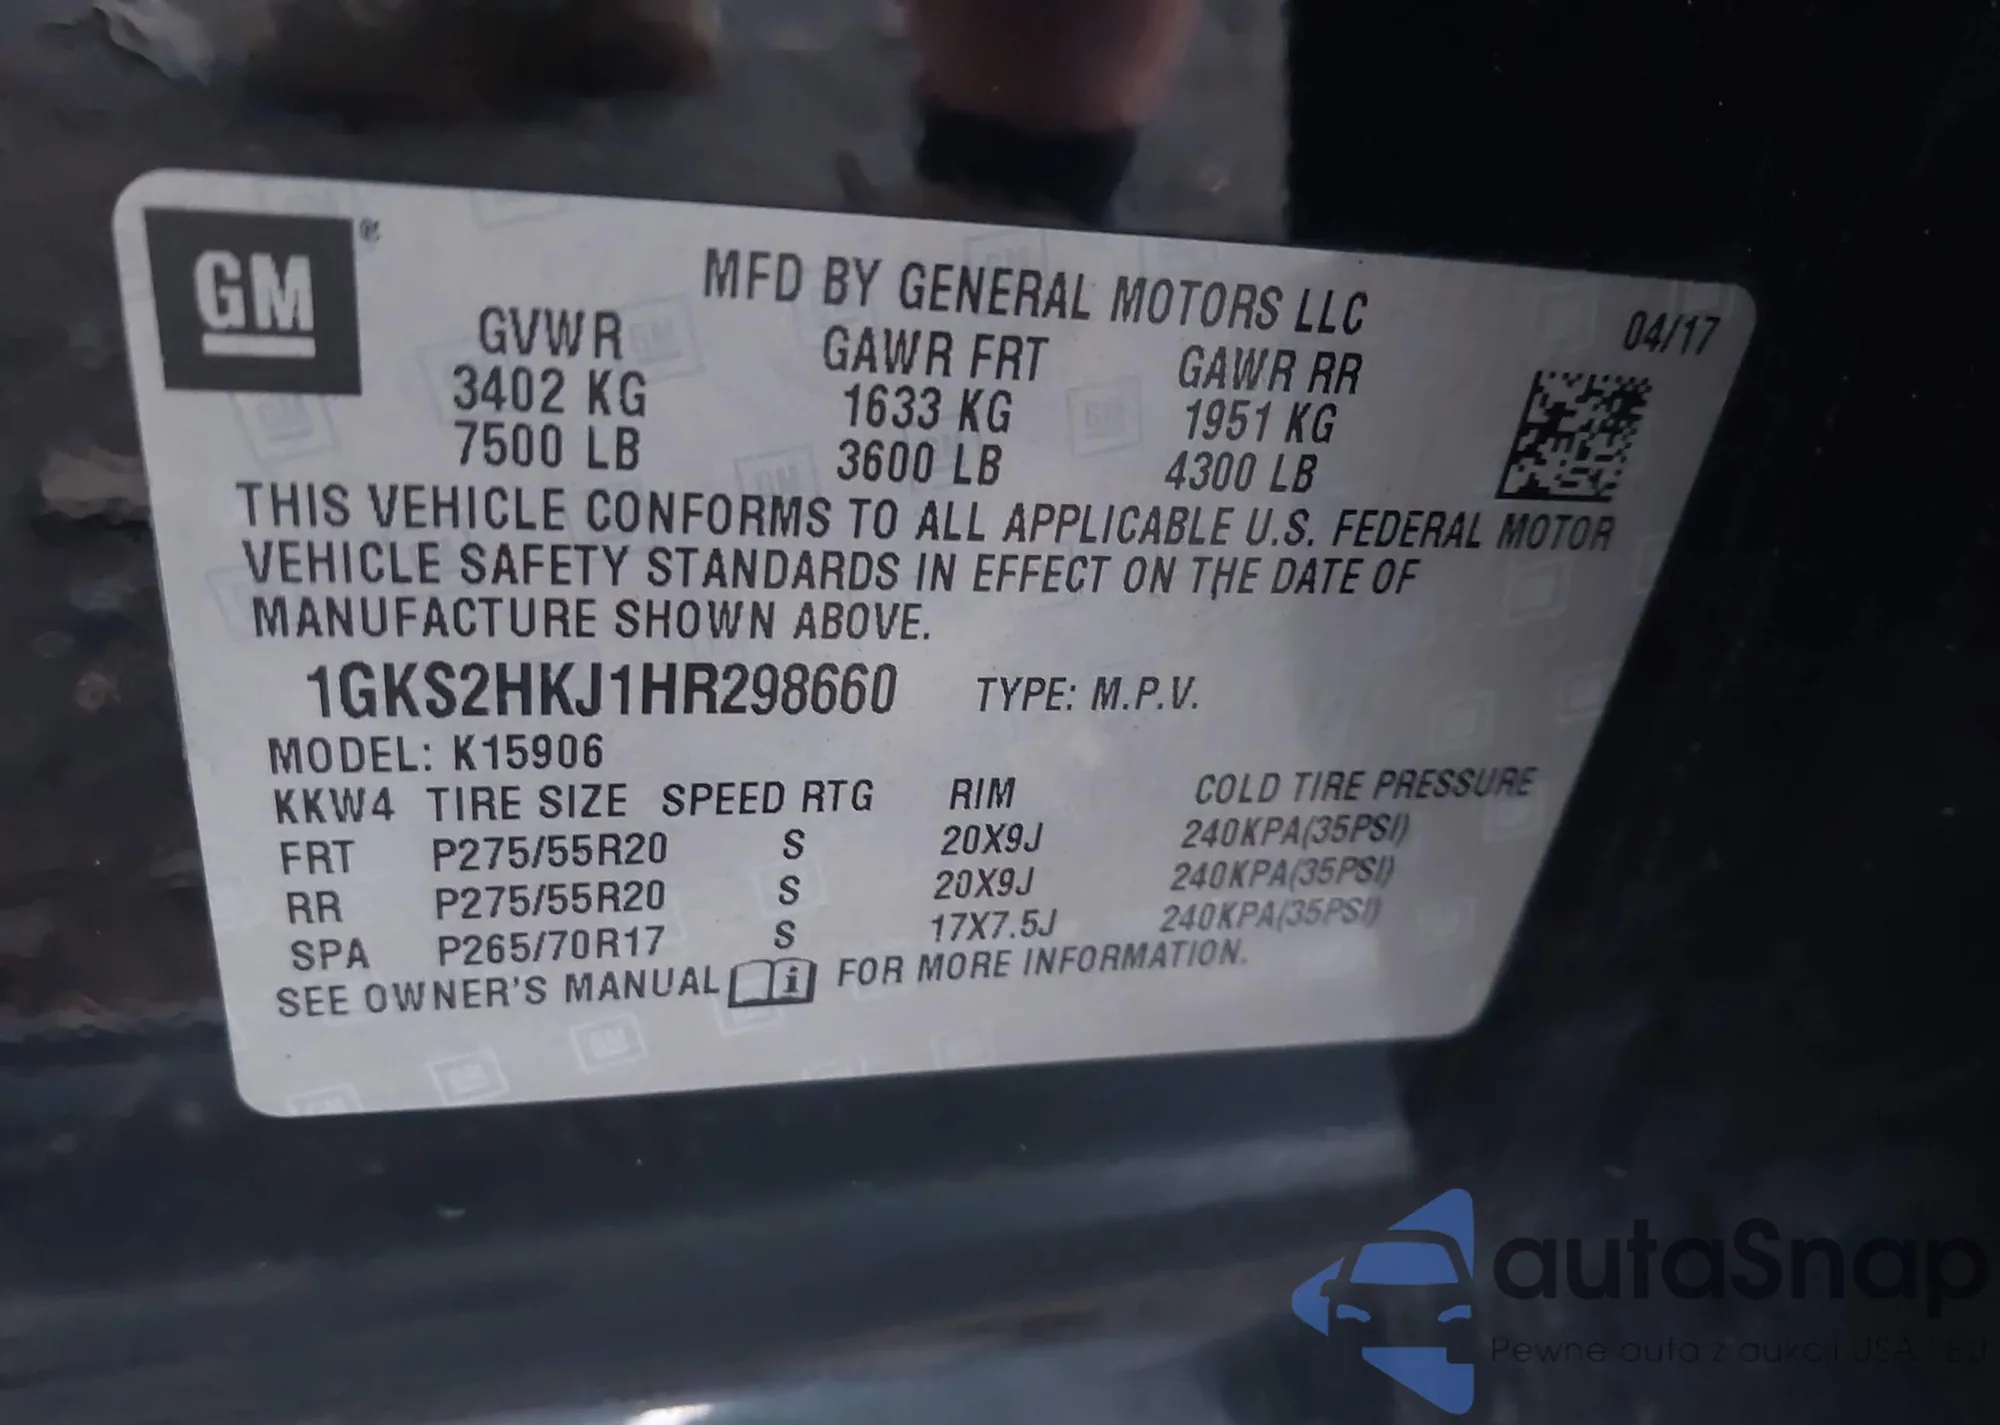 GM®
MFD BY GENERAL MOTORS LLC
04/17
GVWR GAWR FRT GAWR RR
3402 KG 1633 KG 1951 KG
7500 LB 3600 LB 4300 LB
THIS VEHICLE CONFORMS TO ALL APPLICABLE U.S. FEDERAL MOTOR
VEHICLE SAFETY STANDARDS IN EFFECT ON THE DATE OF
MANUFACTURE SHOWN ABOVE.
1GKS2HKJ1HR298660 TYPE: M.P.V.
MODEL: K15906
KKW4 TIRE SIZE SPEED RTG RIM COLD TIRE PRESSURE
FRT P275/55R20 S 20X9J 240KPA(35PSI)
RR P275/55R20 S 20X9J 240KPA(35PSI)
SPA P265/70R17 S 17X7.5J 240KPA(35PSI)
SEE OWNER'S MANUAL i FOR MORE INFORMATION.
autaSnap
Pewne auta z aukcji USA